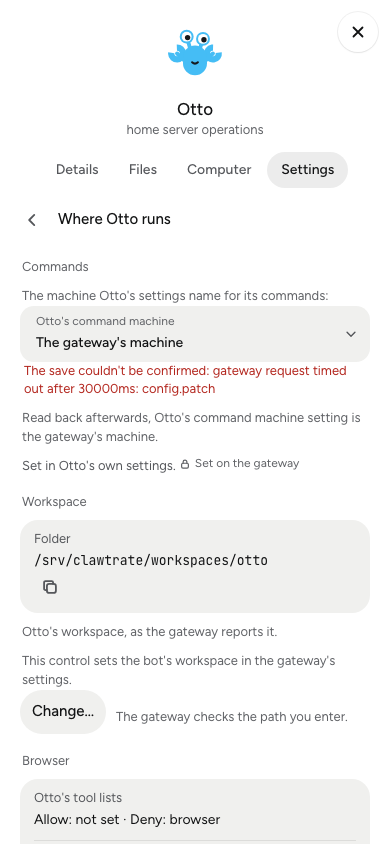 Otto
home server operations
Details
Files
Computer
Settings
Where Otto runs
Commands
The machine Otto's settings name for its commands:
Otto's command machine
The gateway's machine
The save couldn't be confirmed: gateway request timed
out after 30000ms: config.patch
Read back afterwards, Otto's command machine setting is
the gateway's machine.
Set in Otto's own settings. Set on the gateway
Workspace
Folder
/srv/clawtrate/workspaces/otto
Otto's workspace, as the gateway reports it.
This control sets the bot's workspace in the gateway's
settings.
Change… The gateway checks the path you enter.
Browser
Otto's tool lists
Allow: not set · Deny: browser